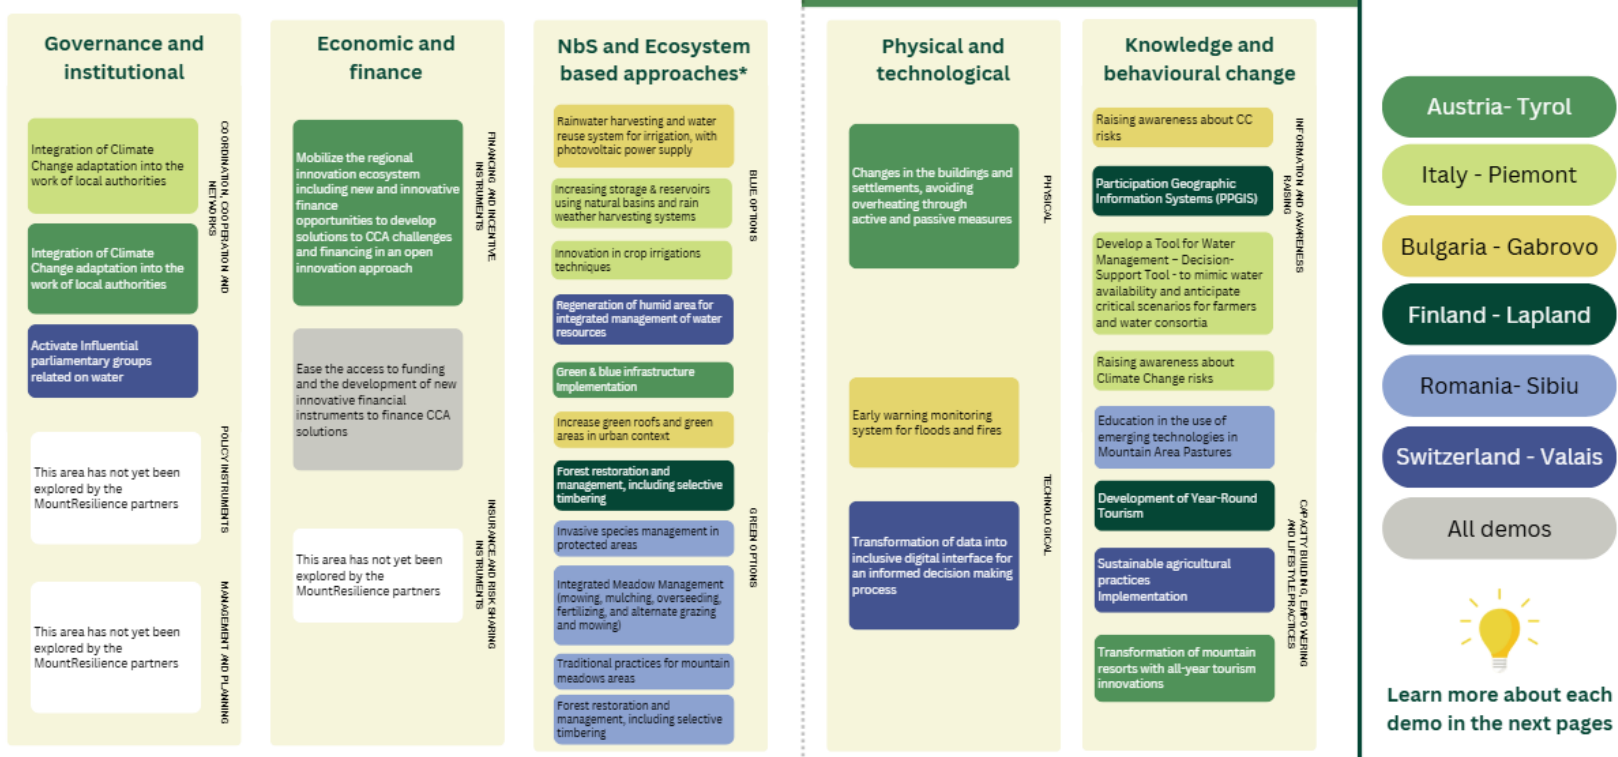 Governance and
institutional
Integration of Climate
Change adaptation into the
work of local authorities
Integration of Climate
Change adaptation into the
work of local authorities
Activate Influential
parliamentary groups
related on water
COORDINATION, COOPERATION AND
NETWORKS
This area has not yet been
explored by the
MountResilience partners
POLICY INSTRUMENTS
This area has not yet been
explored by the
MountResilience partners
MANAGEMENT AND PLANNING
Economic and
finance
Mobilize the regional
innovation ecosystem
including new and innovative
finance
opportunities to develop
solutions to CCA challenges
and financing in an open
innovation approach
Ease the access to funding
and the development of new
innovative financial
instruments to finance CCA
solutions
FINANCING AND INCENTIVE
INSTRUMENTS
This area has not yet been
explored by the
MountResilience partners
INSURANCE AND RISK SHARING
INSTRUMENTS
NbS and Ecosystem
based approaches*
Rainwater harvesting and water
reuse system for irrigation, with
photovoltaic power supply
Increasing storage & reservoirs
using natural basins and rain
weather harvesting systems
Innovation in crop irrigations
techniques
Regeneration of humid area for
integrated management of water
resources
BLUE OPTIONS
Green & blue infrastructure
Implementation
Increase green roofs and green
areas in urban context
Forest restoration and
management, including selective
timbering
Invasive species management in
protected areas
Integrated Meadow Management
(mowing, mulching, overseeding,
fertilizing, and alternate grazing
and mowing)
Traditional practices for mountain
meadows areas
Forest restoration and
management, including selective
timbering
GREEN OPTIONS
Physical and
technological
Changes in the buildings and
settlements, avoiding
overheating through
active and passive measures
PHYSICAL
Early warning monitoring
system for floods and fires
Transformation of data into
inclusive digital interface for
an informed decision making
process
TECHNOLOGICAL
Knowledge and
behavioural change
Raising awareness about CC
risks
Participation Geographic
Information Systems (PPGIS)
Develop a Tool for Water
Management – Decision-
Support Tool - to mimic water
availability and anticipate
critical scenarios for farmers
and water consortia
Raising awareness about
Climate Change risks
INFORMATION AND AWARENESS
RAISING
Education in the use of
emerging technologies in
Mountain Area Pastures
Development of Year-Round
Tourism
Sustainable agricultural
practices
Implementation
Transformation of mountain
resorts with all-year tourism
innovations
CAPACITY BUILDING, EMPOWERING
AND LIFESTYLE PRACTICES
Austria- Tyrol
Italy - Piemont
Bulgaria - Gabrovo
Finland - Lapland
Romania- Sibiu
Switzerland - Valais
All demos
Learn more about each
demo in the next pages